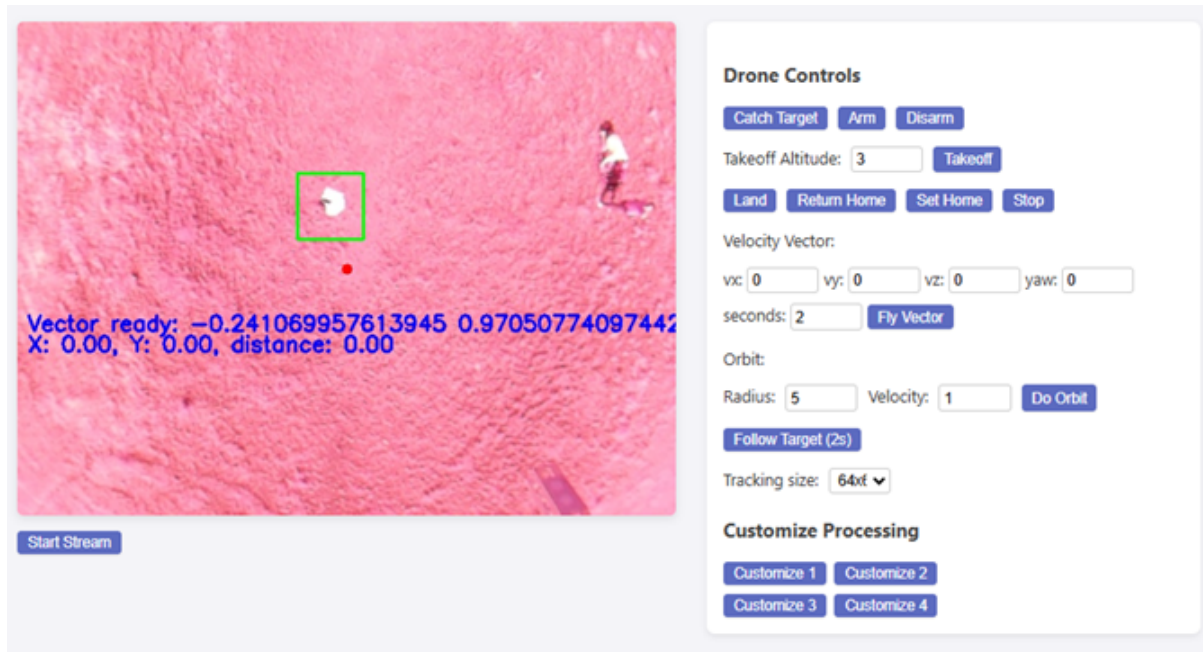 Vector ready: -0.241069957613945 0.97050774097442
X: 0.00, Y: 0.00, distance: 0.00
Start Stream
Drone Controls
Catch Target Arm Disarm
Takeoff Altitude: 3 Takeoff
Land Return Home Set Home Stop
Velocity Vector:
vx: 0 vy: 0 vz: 0 yaw: 0
seconds: 2 Fly Vector
Orbit:
Radius: 5 Velocity: 1 Do Orbit
Follow Target (2s)
Tracking size: 64x6
Customize Processing
Customize 1 Customize 2
Customize 3 Customize 4